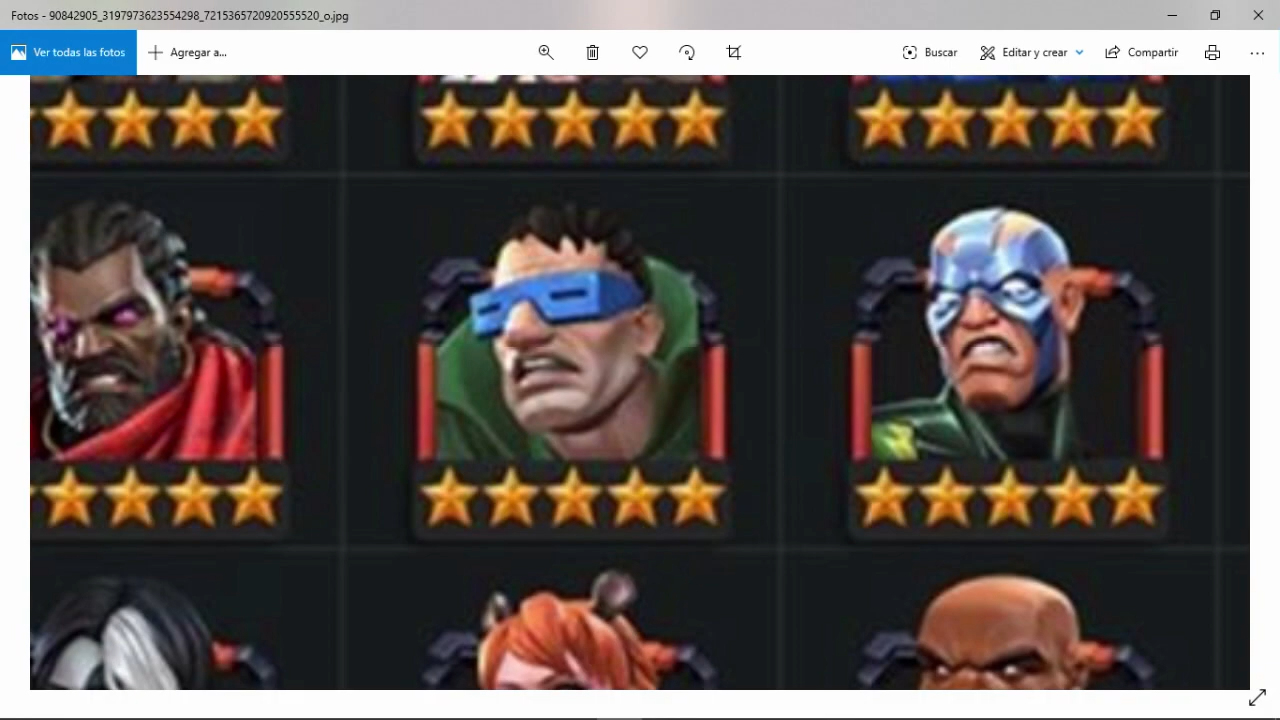 Fotos - 90842905_3197973623554298_7215365720920555520_o.jpg
Ver todas las fotos
Agregar a...
Buscar
Editar y crear
Compartir